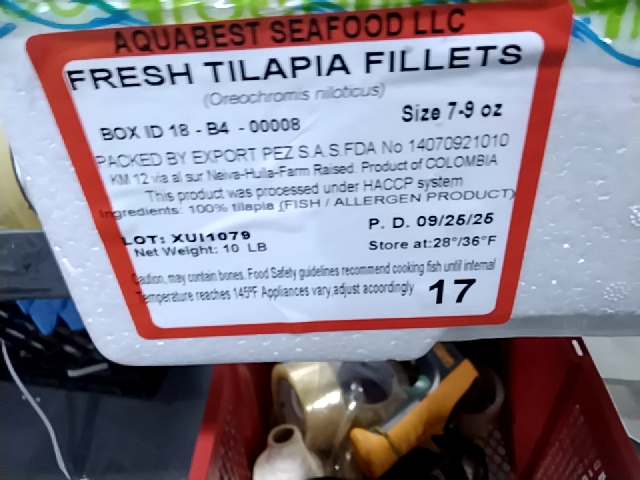 AQUABEST SEAFOOD LLC
FRESH TILAPIA FILLETS
(Oreochromis niloticus)
Size 7-9 oz
BOX ID 18 - B4 - 00008
PACKED BY EXPORT PEZ S.A.S.FDA No 14070921010
KM 12 via al sur Neiva-Huila-Farm Raised. Product of COLOMBIA
This product was processed under HACCP system
Ingredients: 100% tilapia (FISH / ALLERGEN PRODUCT)
LOT: XUI1079
P. D. 09/25/25
Net Weight: 10 LB
Store at:28°/36°F
Caution, may contain bones. Food Safety guidelines recommend cooking fish until internal
Temperature reaches 145ºF Appliances vary,adjust acoordingly
17